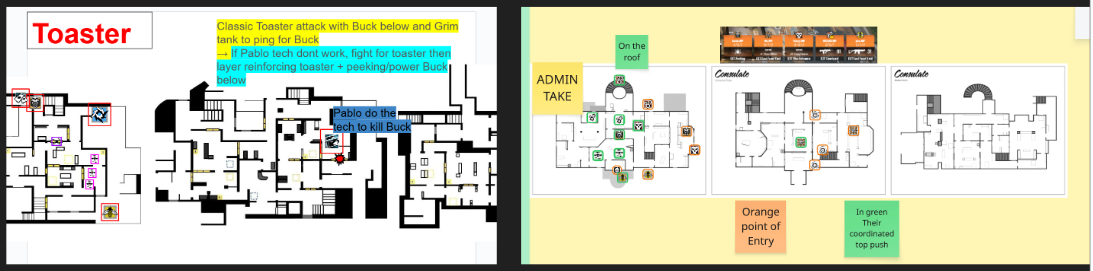 Toaster
Classic Toaster attack with Buck below and Grim
tank to ping for Buck
→ If Pablo tech dont work, fight for toaster then
layer reinforcing toaster + peeking/power Buck
below
Pablo do the
tech to kill Buck
On the
roof
ADMIN
TAKE
Consulate
Consulate
Orange
point of
Entry
In green
Their
coordinated
top push